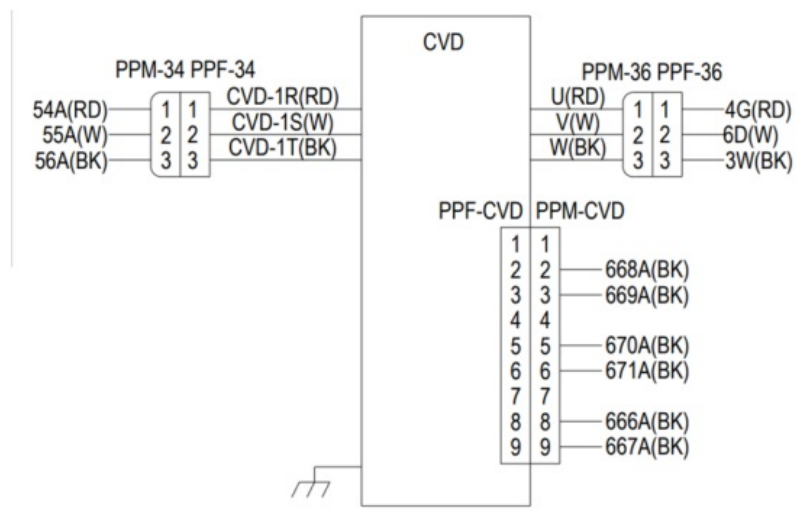 CVD
PPM-34 PPF-34
54A(RD) 1 1 CVD-1R(RD)
55A(W) 2 2 CVD-1S(W)
56A(BK) 3 3 CVD-1T(BK)
PPM-36 PPF-36
U(RD) 1 1 4G(RD)
V(W) 2 2 6D(W)
W(BK) 3 3 3W(BK)
PPF-CVD PPM-CVD
1 1
2 2 668A(BK)
3 3 669A(BK)
4 4
5 5 670A(BK)
6 6 671A(BK)
7 7
8 8 666A(BK)
9 9 667A(BK)